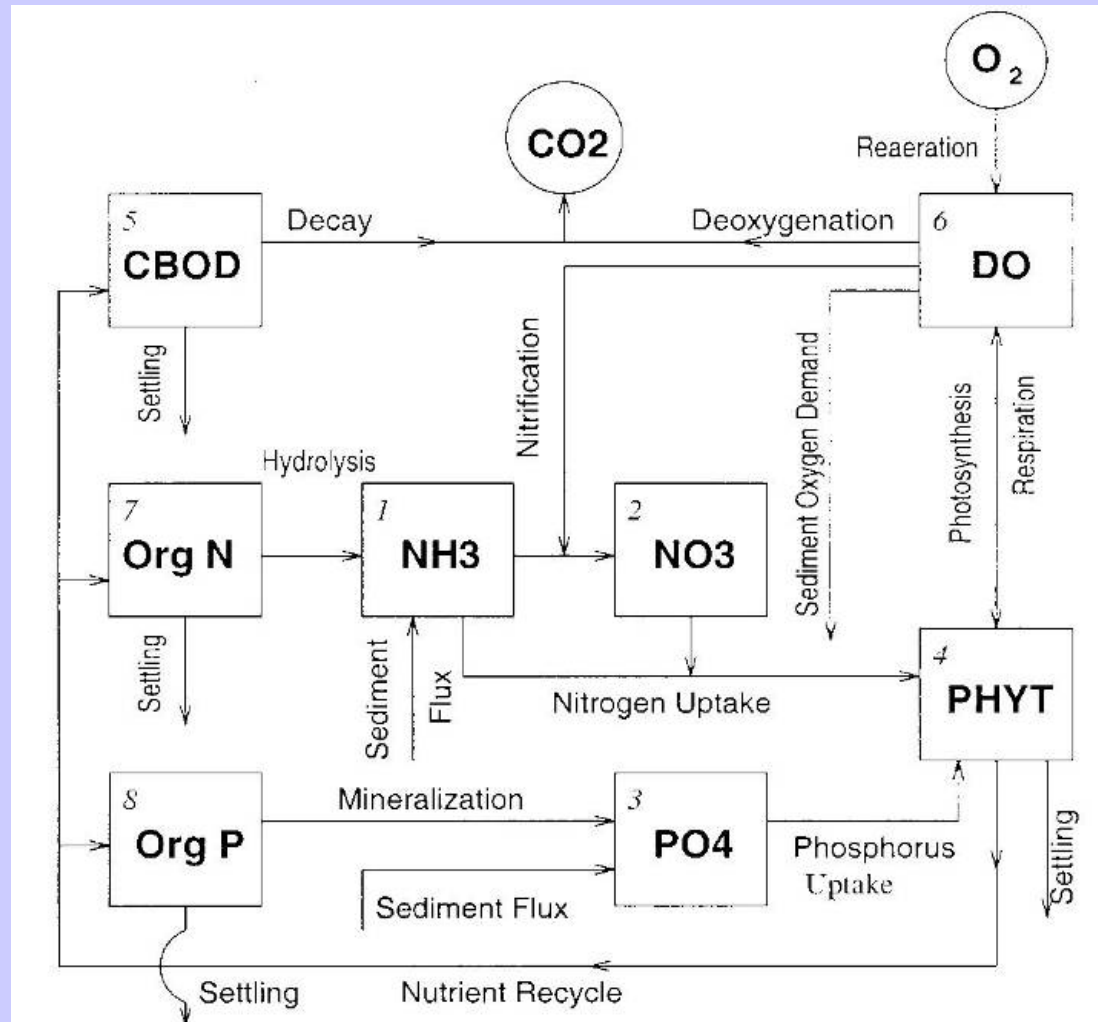 O2
CO2
Reaeration
5
CBOD
Decay
Deoxygenation
6
DO
Settling
Nitrification
Sediment Oxygen Demand
Photosynthesis
Respiration
Hydrolysis
7
Org N
1
NH3
2
NO3
Settling
Sediment
Flux
Nitrogen Uptake
4
PHYT
8
Org P
Mineralization
3
PO4
Phosphorus
Uptake
Settling
Sediment Flux
Settling
Nutrient Recycle